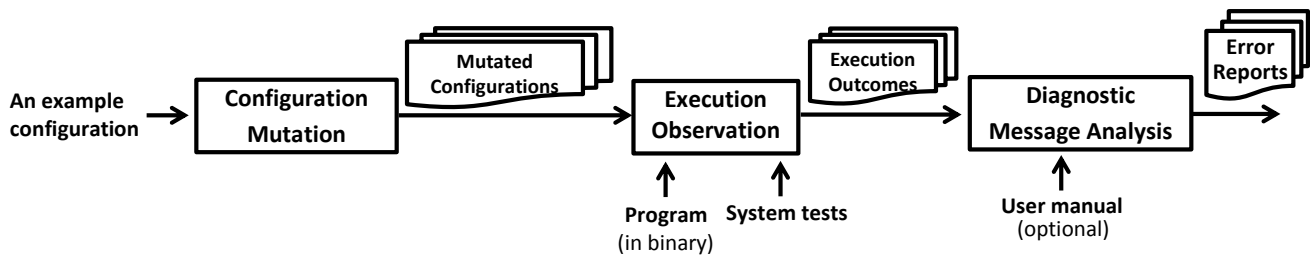 An example
configuration
Configuration
Mutation
Mutated
Configurations
Execution
Observation
Program
(in binary)
System tests
Execution
Outcomes
Diagnostic
Message Analysis
User manual
(optional)
Error
Reports